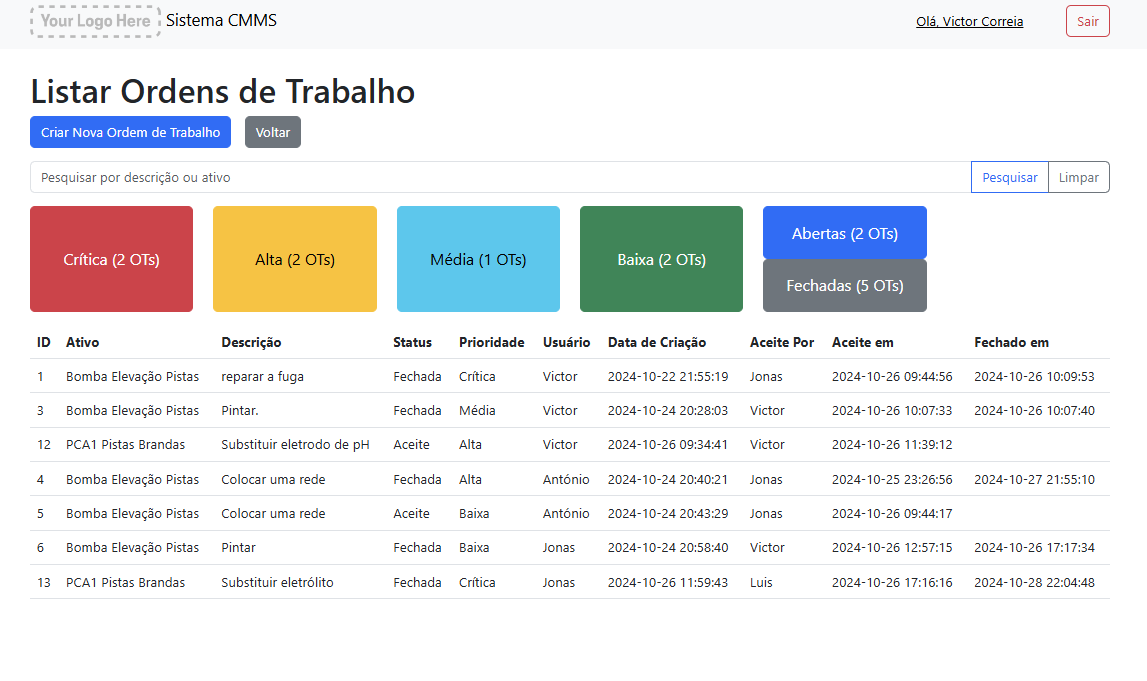 Your Logo Here Sistema CMMS Olá, Victor Correia Sair
Listar Ordens de Trabalho
Criar Nova Ordem de Trabalho Voltar
Pesquisar por descrição ou ativo Pesquisar Limpar
Crítica (2 OTs) Alta (2 OTs) Média (1 OTs) Baixa (2 OTs) Abertas (2 OTs)
Fechadas (5 OTs)
ID Ativo Descrição Status Prioridade Usuário Data de Criação Aceite Por Aceite em Fechado em
1 Bomba Elevação Pistas reparar a fuga Fechada Crítica Victor 2024-10-22 21:55:19 Jonas 2024-10-26 09:44:56 2024-10-26 10:09:53
3 Bomba Elevação Pistas Pintar. Fechada Média Victor 2024-10-24 20:28:03 Victor 2024-10-26 10:07:33 2024-10-26 10:07:40
12 PCA1 Pistas Brandas Substituir eletrodo de pH Aceite Alta Victor 2024-10-26 09:34:41 Victor 2024-10-26 11:39:12
4 Bomba Elevação Pistas Colocar uma rede Fechada Alta António 2024-10-24 20:40:21 Jonas 2024-10-25 23:26:56 2024-10-27 21:55:10
5 Bomba Elevação Pistas Colocar uma rede Aceite Baixa António 2024-10-24 20:43:29 Jonas 2024-10-26 09:44:17
6 Bomba Elevação Pistas Pintar Fechada Baixa Jonas 2024-10-24 20:58:40 Victor 2024-10-26 12:57:15 2024-10-26 17:17:34
13 PCA1 Pistas Brandas Substituir eletrólito Fechada Crítica Jonas 2024-10-26 11:59:43 Luis 2024-10-26 17:16:16 2024-10-28 22:04:48